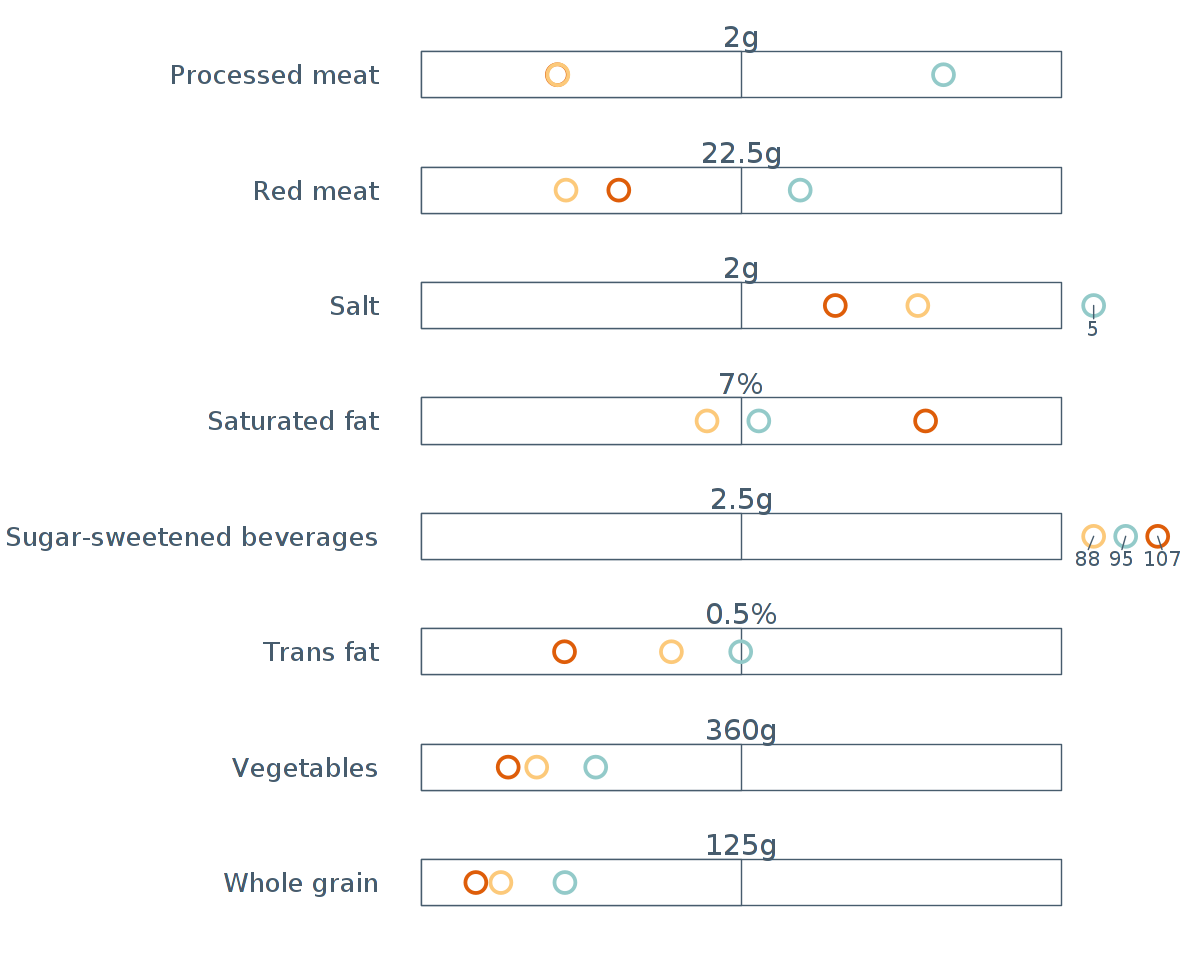 2g
Processed meat
22.5g
Red meat
2g
Salt
5
7%
Saturated fat
2.5g
Sugar-sweetened beverages
88 95 107
0.5%
Trans fat
360g
Vegetables
125g
Whole grain